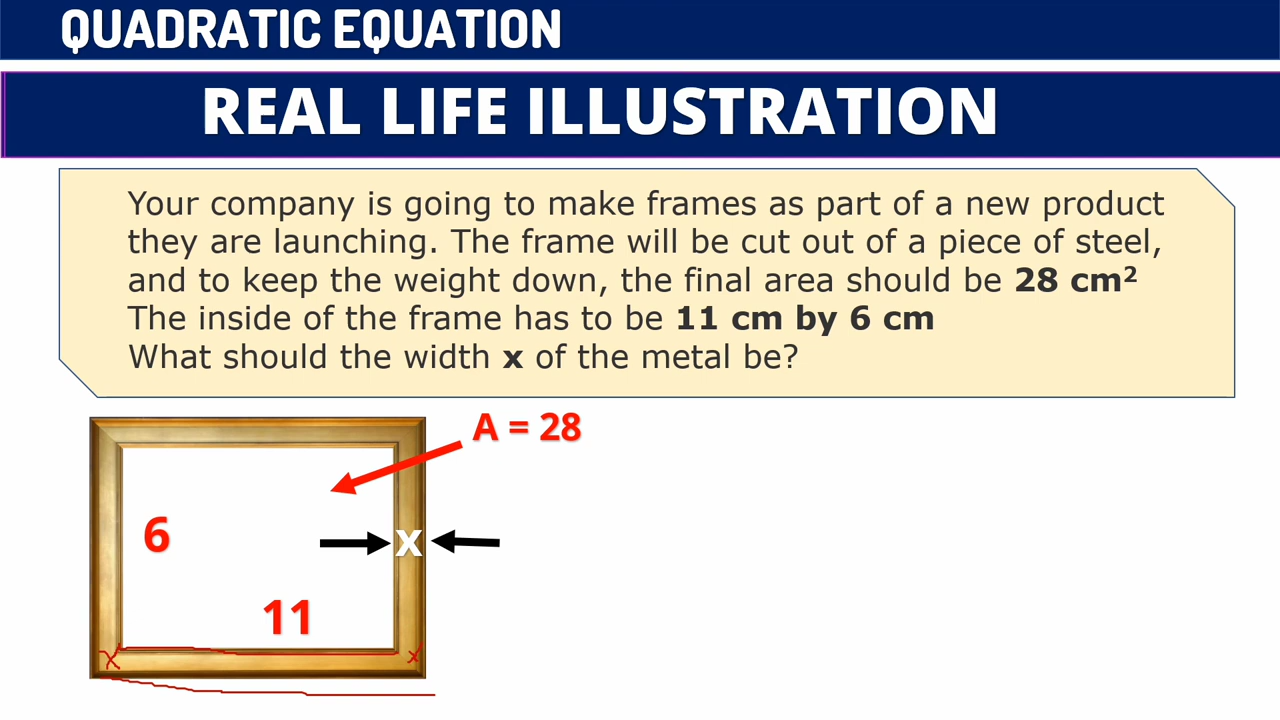 QUADRATIC EQUATION
REAL LIFE ILLUSTRATION
Your company is going to make frames as part of a new product
they are launching. The frame will be cut out of a piece of steel,
and to keep the weight down, the final area should be 28 cm²
The inside of the frame has to be 11 cm by 6 cm
What should the width x of the metal be?
A = 28
6
x
11
x
x